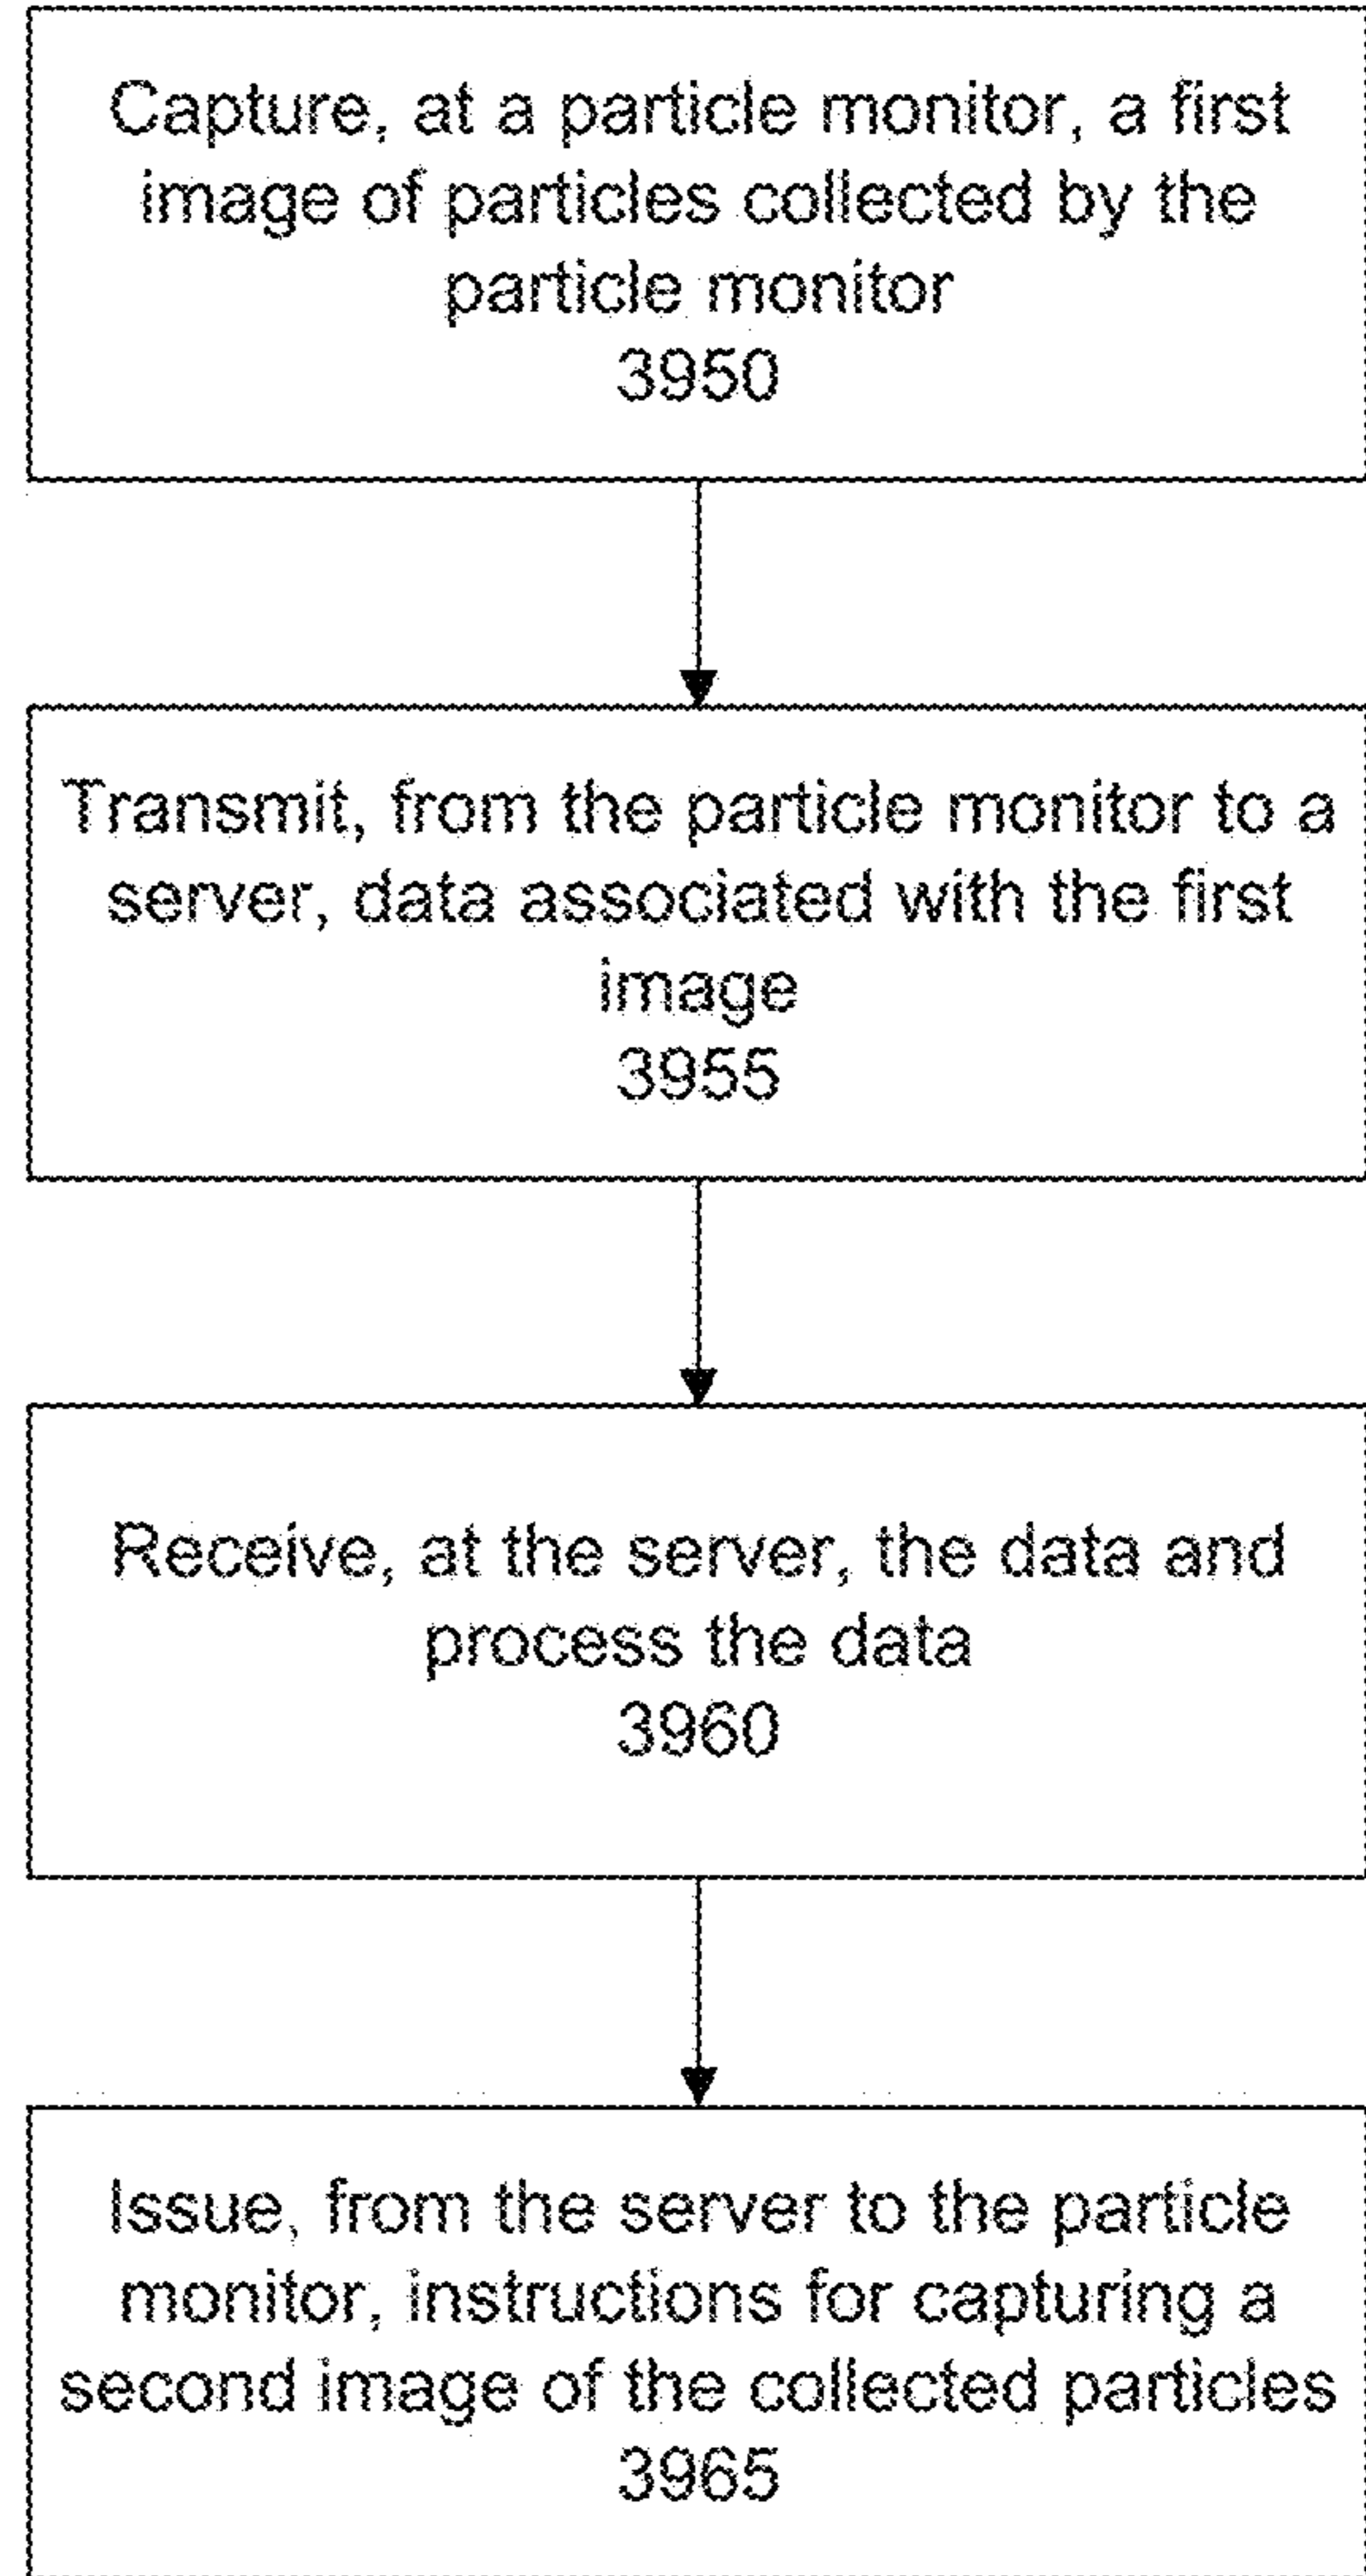 Capture, at a particle monitor, a first
image of particles collected by the
particle monitor
3950
Transmit, from the particle monitor to a
server, data associated with the first
image
3955
Receive, at the server, the data and
process the data
3960
Issue, from the server to the particle
monitor, instructions for capturing a
second image of the collected particles
3965